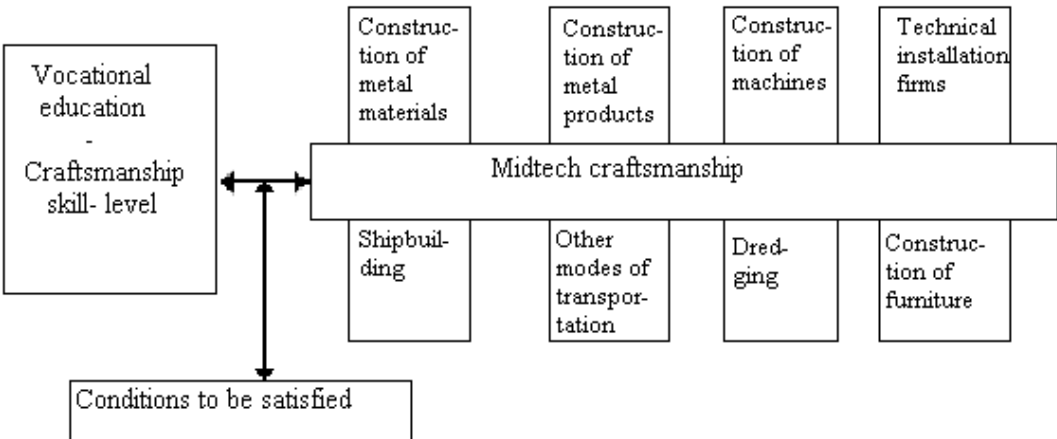 Vocational
education
-
Craftsmanship
skill- level
Construc-
tion of
metal
materials
Construc-
tion of
metal
products
Construc-
tion of
machines
Technical
installation
firms
Midtech craftsmanship
Shipbuil-
ding
Other
modes of
transpor-
tation
Dred-
ging
Construc-
tion of
furniture
Conditions to be satisfied